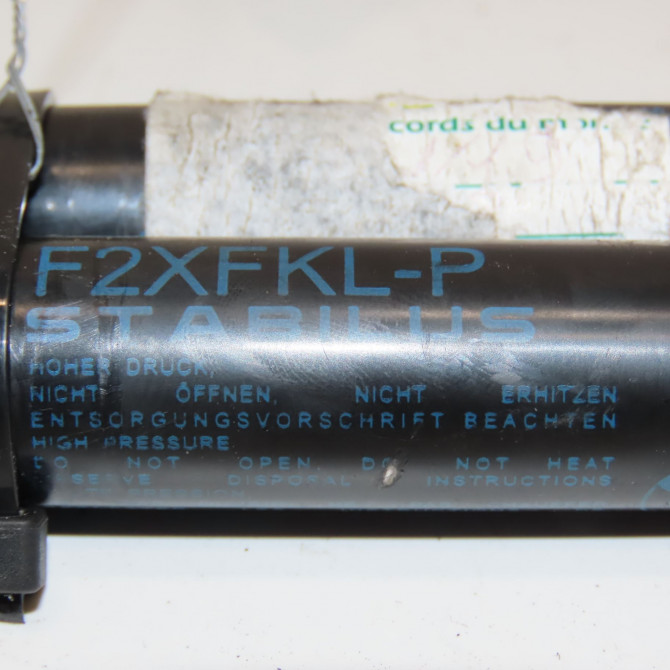 cords du
F2XFKL-P
STABILUS
HOHER DRUCK,
NICHT ÖFFNEN, NICHT ERHITZEN
ENTSORGUNGSVORSCHRIFT BEACHTEN
HIGH PRESSURE
DO NOT OPEN, DO NOT HEAT
OBSERVE DISPOSAL INSTRUCTIONS